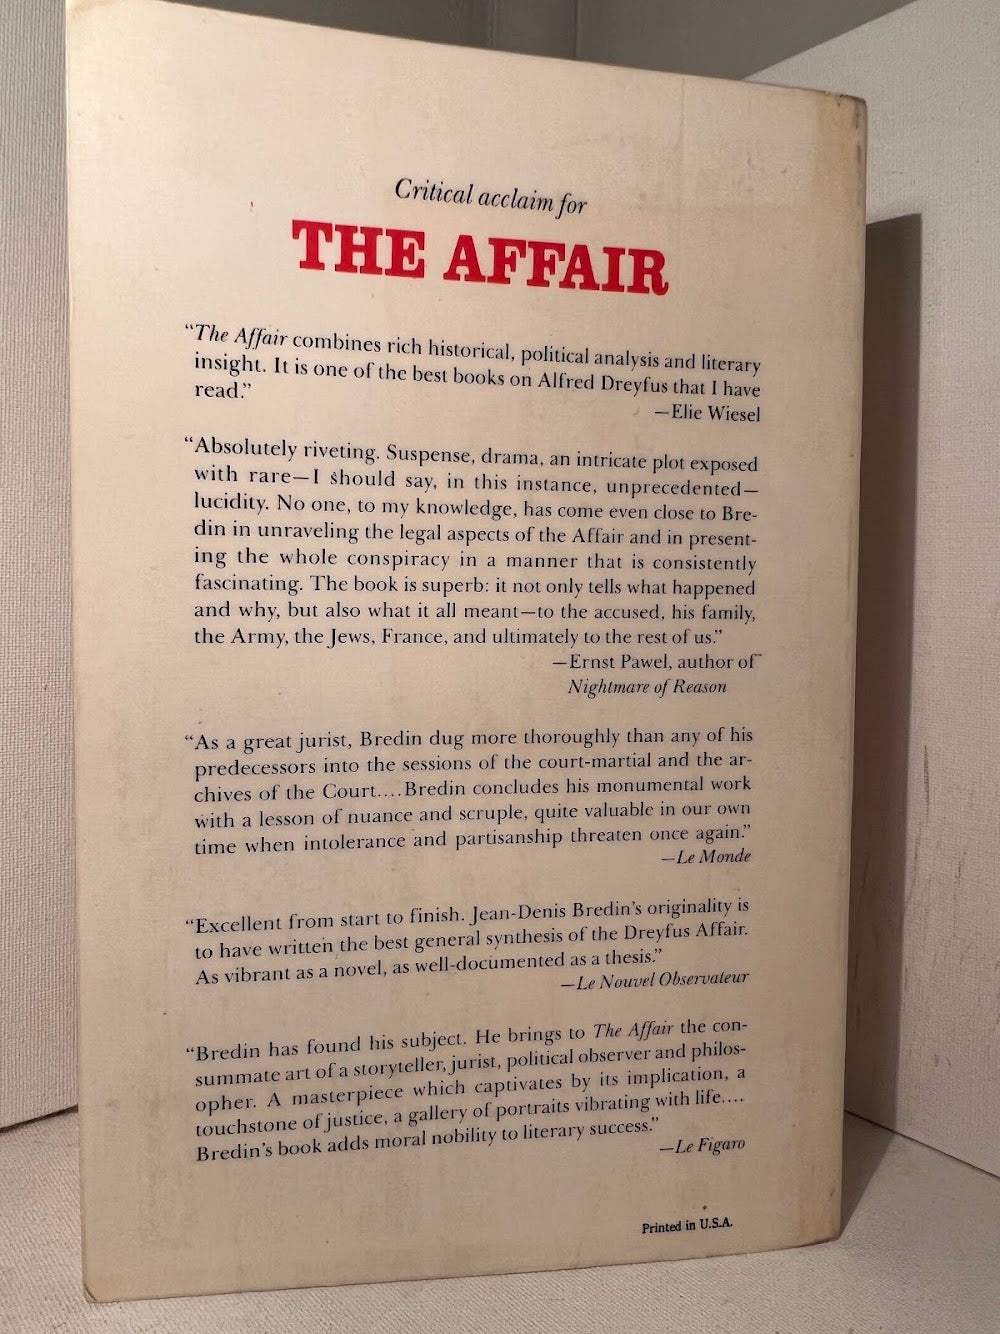 Critical acclaim for
THE AFFAIR
“The Affair combines rich historical, political analysis and literary
insight. It is one of the best books on Alfred Dreyfus that I have
read.”
—Elie Wiesel
“Absolutely riveting. Suspense, drama, an intricate plot exposed
with rare—I should say, in this instance, unprecedented—
lucidity. No one, to my knowledge, has come even close to Bre-
din in unraveling the legal aspects of the Affair and in present-
ing the whole conspiracy in a manner that is consistently
fascinating. The book is superb: it not only tells what happened
and why, but also what it all meant—to the accused, his family,
the Army, the Jews, France, and ultimately to the rest of us.”
—Ernst Pawel, author of
Nightmare of Reason
“As a great jurist, Bredin dug more thoroughly than any of his
predecessors into the sessions of the court-martial and the ar-
chives of the Court....Bredin concludes his monumental work
with a lesson of nuance and scruple, quite valuable in our own
time when intolerance and partisanship threaten once again.”
—Le Monde
“Excellent from start to finish. Jean-Denis Bredin’s originality is
to have written the best general synthesis of the Dreyfus Affair.
As vibrant as a novel, as well-documented as a thesis.”
—Le Nouvel Observateur
“Bredin has found his subject. He brings to The Affair the con-
summate art of a storyteller, jurist, political observer and philos-
opher. A masterpiece which captivates by its implication, a
touchstone of justice, a gallery of portraits vibrating with life....
Bredin’s book adds moral nobility to literary success.”
—Le Figaro
Printed in U.S.A.